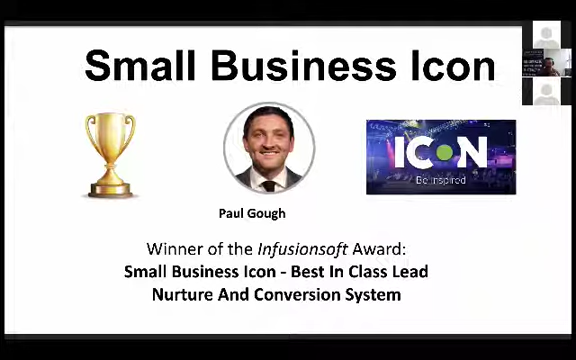 Small Business Icon
ICON
Be inspired
Paul Gough
Winner of the Infusionsoft Award:
Small Business Icon - Best In Class Lead
Nurture And Conversion System